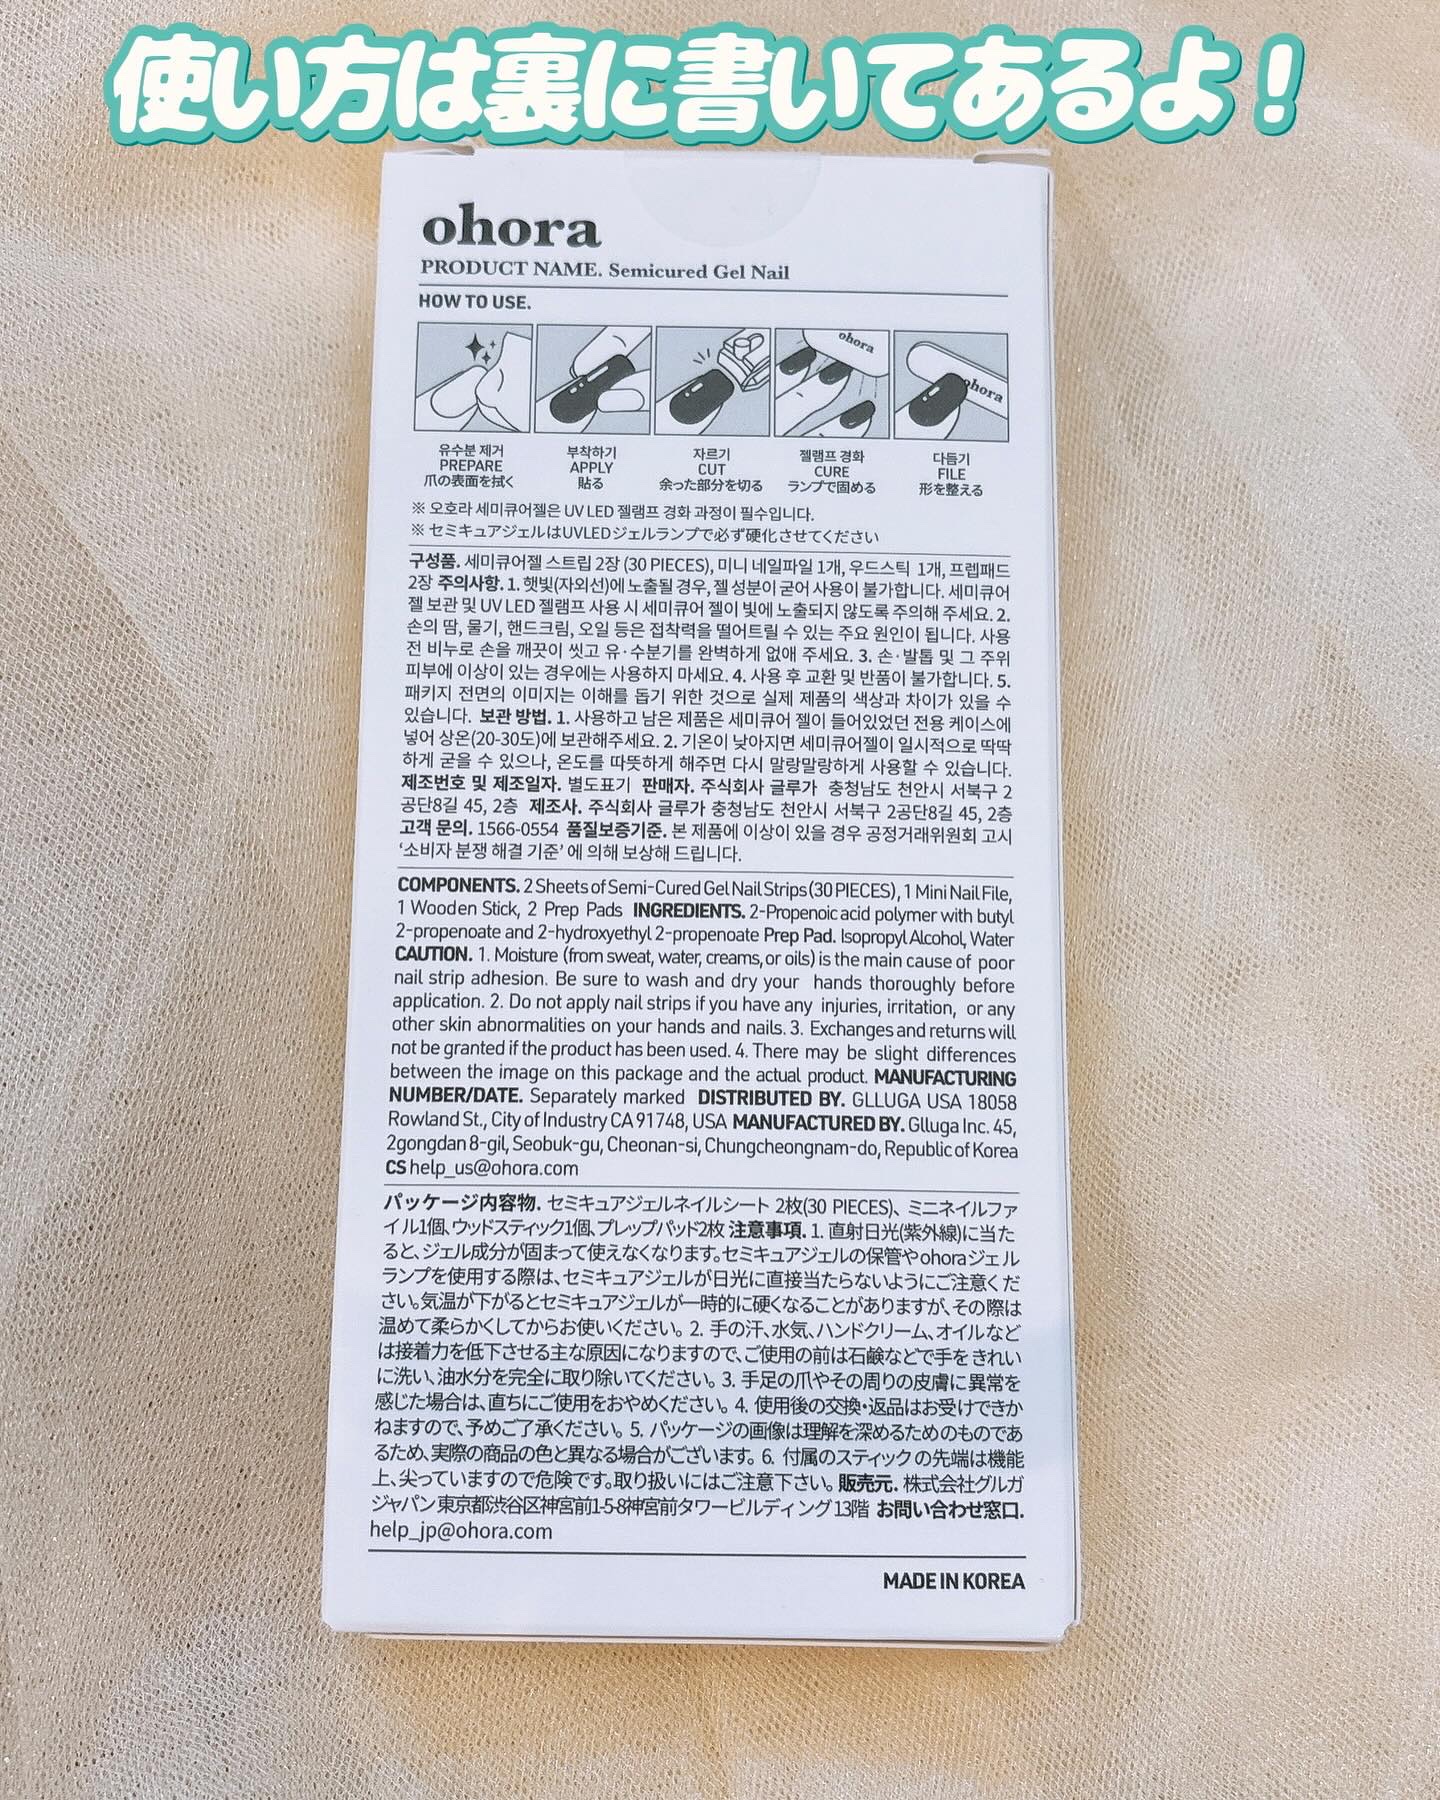 使い方は裏に書いてあるよ！
ohora
PRODUCT NAME. Semicured Gel Nail
HOW TO USE.
ohora
ohora
유수분 제거
PREPARE
爪の表面を拭く
부착하기
APPLY
貼る
자르기
CUT
余った部分を切る
젤램프 경화
CURE
ランプで固める
다듬기
FILE
形を整える
※ 오호라 세미큐어젤은 UV LED 젤램프 경화 과정이 필수입니다.
※ セミキュアジェルはUVLEDジェルランプで必ず硬化させてください
구성품. 세미큐어젤 스트립 2장 (30 PIECES), 미니 네일파일 1개, 우드스틱 1개, 프렙패드
2장 주의사항. 1. 햇빛(자외선)에 노출될 경우, 젤 성분이 굳어 사용이 불가합니다. 세미큐어
젤 보관 및 UV LED 젤램프 사용 시 세미큐어 젤이 빛에 노출되지 않도록 주의해 주세요. 2.
손의 땀, 물기, 핸드크림, 오일 등은 접착력을 떨어트릴 수 있는 주요 원인이 됩니다. 사용
전 비누로 손을 깨끗이 씻고 유·수분기를 완벽하게 없애 주세요. 3. 손·발톱 및 그 주위
피부에 이상이 있는 경우에는 사용하지 마세요. 4. 사용 후 교환 및 반품이 불가합니다. 5.
패키지 전면의 이미지는 이해를 돕기 위한 것으로 실제 제품의 색상과 차이가 있을 수
있습니다. 보관 방법. 1. 사용하고 남은 제품은 세미큐어 젤이 들어있었던 전용 케이스에
넣어 상온(20-30도)에 보관해주세요. 2. 기온이 낮아지면 세미큐어젤이 일시적으로 딱딱
하게 굳을 수 있으나, 온도를 따뜻하게 해주면 다시 말랑말랑하게 사용할 수 있습니다.
제조번호 및 제조일자. 별도표기 판매자. 주식회사 글루가 충청남도 천안시 서북구 2
공단8길 45, 2층 제조사. 주식회사 글루가 충청남도 천안시 서북구 2공단8길 45, 2층
고객 문의. 1566-0554 품질보증기준. 본 제품에 이상이 있을 경우 공정거래위원회 고시
‘소비자 분쟁 해결 기준’ 에 의해 보상해 드립니다.
COMPONENTS. 2 Sheets of Semi-Cured Gel Nail Strips (30 PIECES), 1 Mini Nail File,
1 Wooden Stick, 2 Prep Pads INGREDIENTS. 2-Propenoic acid polymer with butyl
2-propenoate and 2-hydroxyethyl 2-propenoate Prep Pad. Isopropyl Alcohol, Water
CAUTION. 1. Moisture (from sweat, water, creams, or oils) is the main cause of poor
nail strip adhesion. Be sure to wash and dry your hands thoroughly before
application. 2. Do not apply nail strips if you have any injuries, irritation, or any
other skin abnormalities on your hands and nails. 3. Exchanges and returns will
not be granted if the product has been used. 4. There may be slight differences
between the image on this package and the actual product. MANUFACTURING
NUMBER/DATE. Separately marked DISTRIBUTED BY. GLLUGA USA 18058
Rowland St., City of Industry CA 91748, USA MANUFACTURED BY. Glluga Inc. 45,
2gongdan 8-gil, Seobuk-gu, Cheonan-si, Chungcheongnam-do, Republic of Korea
CS help_us@ohora.com
パッケージ内容物. セミキュアジェルネイルシート 2枚(30 PIECES)、ミニネイルファ
イル1個、ウッドスティック1個、プレップパッド2枚 注意事項. 1. 直射日光(紫外線)に当た
ると、ジェル成分が固まって使えなくなります。セミキュアジェルの保管やohoraジェル
ランプを使用する際は、セミキュアジェルが日光に直接当たらないようにご注意くだ
さい。気温が下がるとセミキュアジェルが一時的に硬くなることがありますが、その際は
温めて柔らかくしてからお使いください。2. 手の汗、水気、ハンドクリーム、オイルなど
は接着力を低下させる主な原因になりますので、ご使用の前は石鹸などで手をきれい
に洗い、油水分を完全に取り除いてください。3. 手足の爪やその周りの皮膚に異常を
感じた場合は、直ちにご使用をおやめください。4. 使用後の交換・返品はお受けできか
ねますので、予めご了承ください。5. パッケージの画像は理解を深めるためのものであ
るため、実際の商品の色と異なる場合がございます。6. 付属のスティックの先端は機能
上、尖っていますので危険です。取り扱いにはご注意下さい。販売元. 株式会社グルガ
ジャパン 東京都渋谷区神宮前1-5-8神宮前タワービルディング 13階 お問い合わせ窓口.
help_jp@ohora.com
MADE IN KOREA